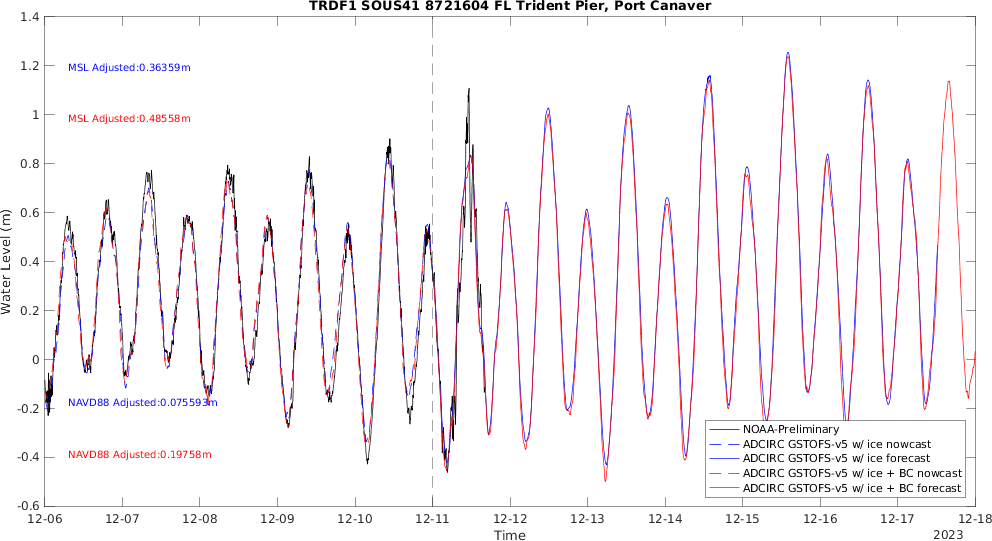 TRDF1 SOUS41 8721604 FL Trident Pier, Port Canaver
1.4
1.2
1
0.8
0.6
0.4
0.2
0
-0.2
-0.4
-0.6
Water Level (m)
MSL Adjusted:0.36359m
MSL Adjusted:0.48558m
NAVD88 Adjusted:0.075593m
NAVD88 Adjusted:0.19758m
NOAA-Preliminary
ADCIRC GSTOFS-v5 w/ ice nowcast
ADCIRC GSTOFS-v5 w/ ice forecast
ADCIRC GSTOFS-v5 w/ ice + BC nowcast
ADCIRC GSTOFS-v5 w/ ice + BC forecast
12-06 12-07 12-08 12-09 12-10 12-11 12-12 12-13 12-14 12-15 12-16 12-17 12-18
Time
2023